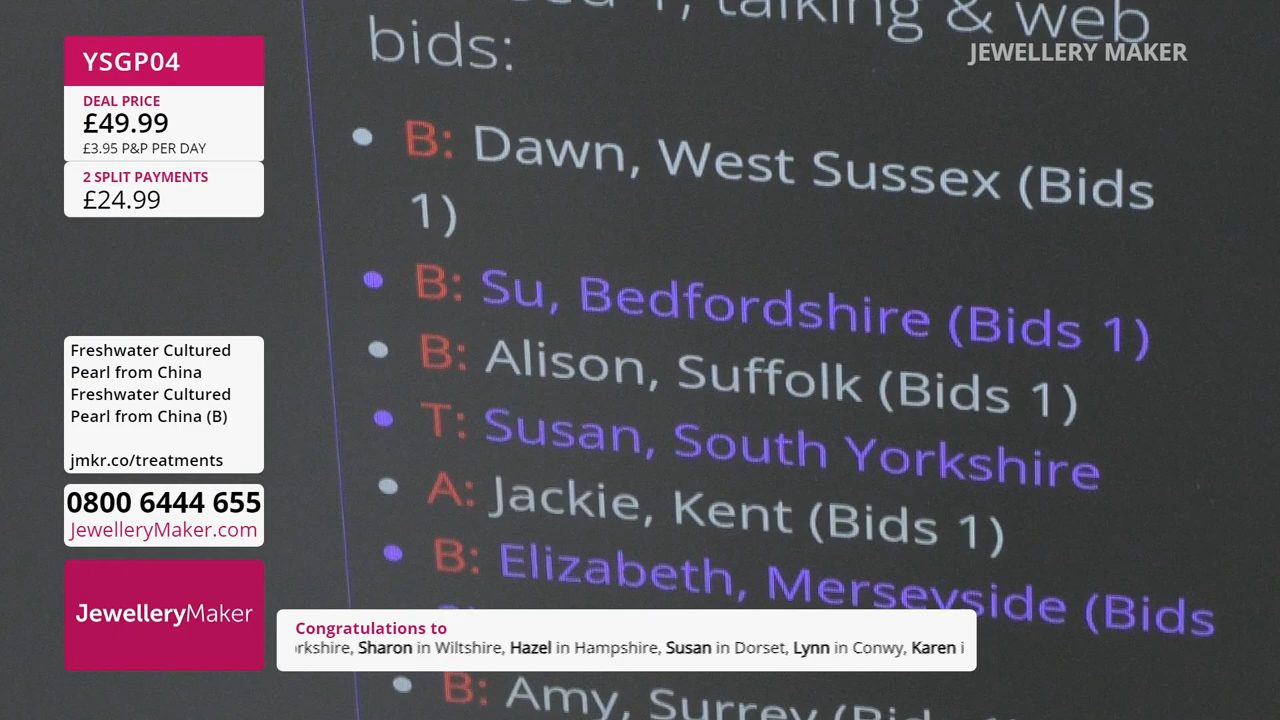 YSGP04
DEAL PRICE
£49.99
£3.95 P&P PER DAY
2 SPLIT PAYMENTS
£24.99
Freshwater Cultured
Pearl from China
Freshwater Cultured
Pearl from China (B)
jmkr.co/treatments
0800 6444 655
JewelleryMaker.com
JewelleryMaker
JEWELLERY MAKER
1, talking & web
bids:
• B: Dawn, West Sussex (Bids
1)
• B: Su, Bedfordshire (Bids 1)
• B: Alison, Suffolk (Bids 1)
• T: Susan, South Yorkshire
• A: Jackie, Kent (Bids 1)
• B: Elizabeth, Merseyside (Bids
• B: Amy, Surrey (Bids
Congratulations to
Sharon in Wiltshire, Hazel in Hampshire, Susan in Dorset, Lynn in Conwy, Karen